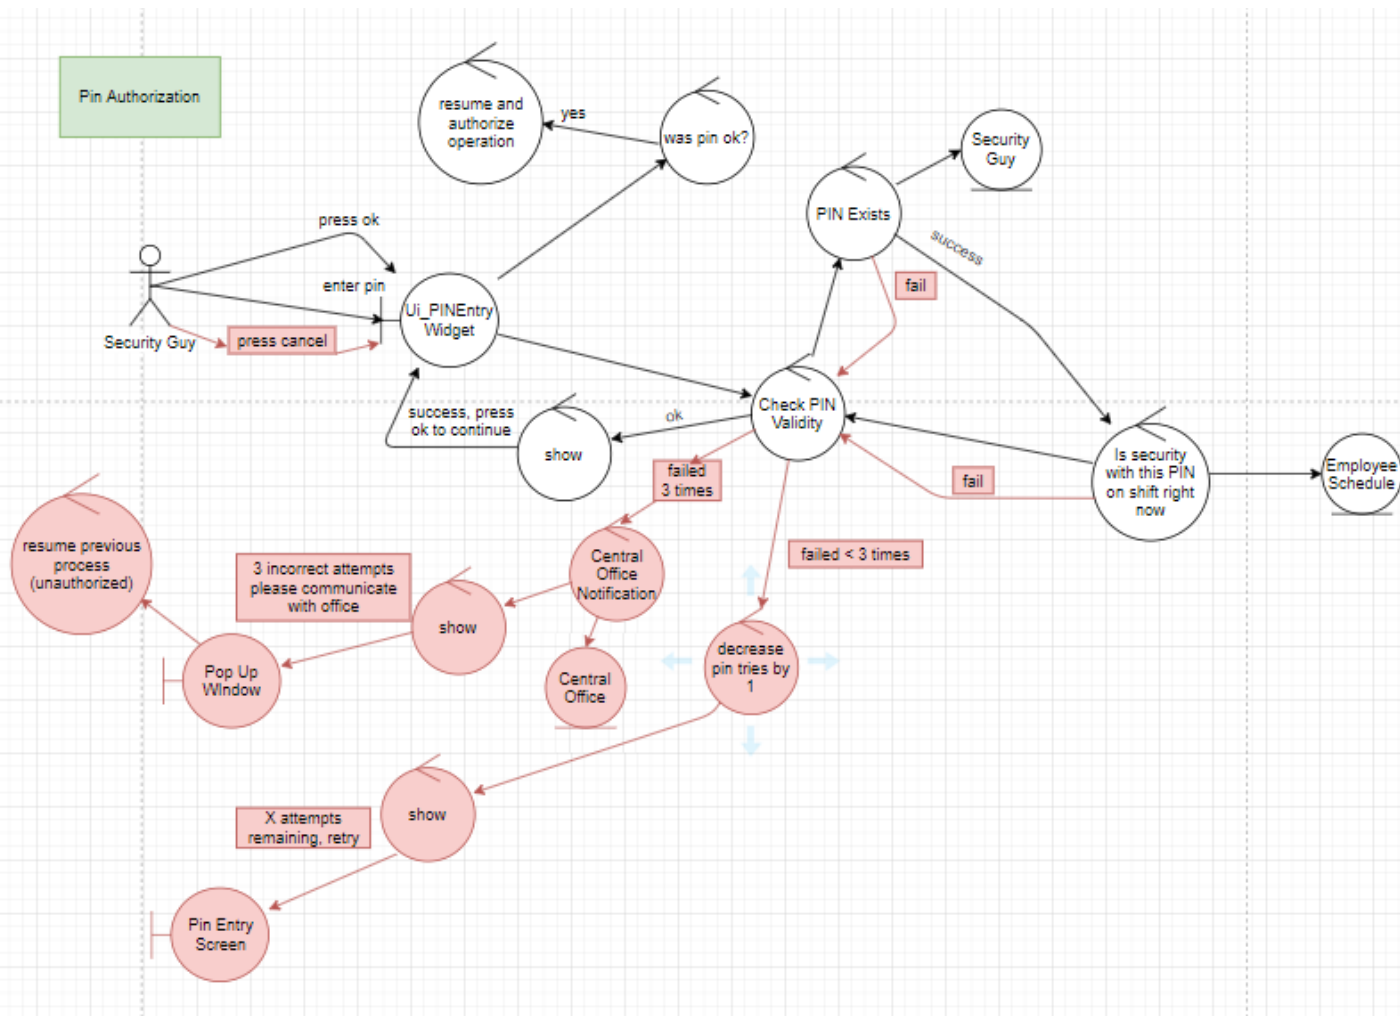 Pin Authorization
resume and
authorize
operation
yes
was pin ok?
Security
Guy
PIN Exists
success
press ok
enter pin
fail
Ui_PINEntry
Widget
Security Guy
press cancel
success, press
ok to continue
show
ok
Check PIN
Validity
Is security
with this PIN
on shift right
now
Employee
Schedule
fail
failed
3 times
failed < 3 times
resume previous
process
(unauthorized)
3 incorrect attempts
please communicate
with office
show
Central
Office
Notification
Pop Up
WIndow
Central
Office
decrease
pin tries by
1
X attempts
remaining, retry
show
Pin Entry
Screen